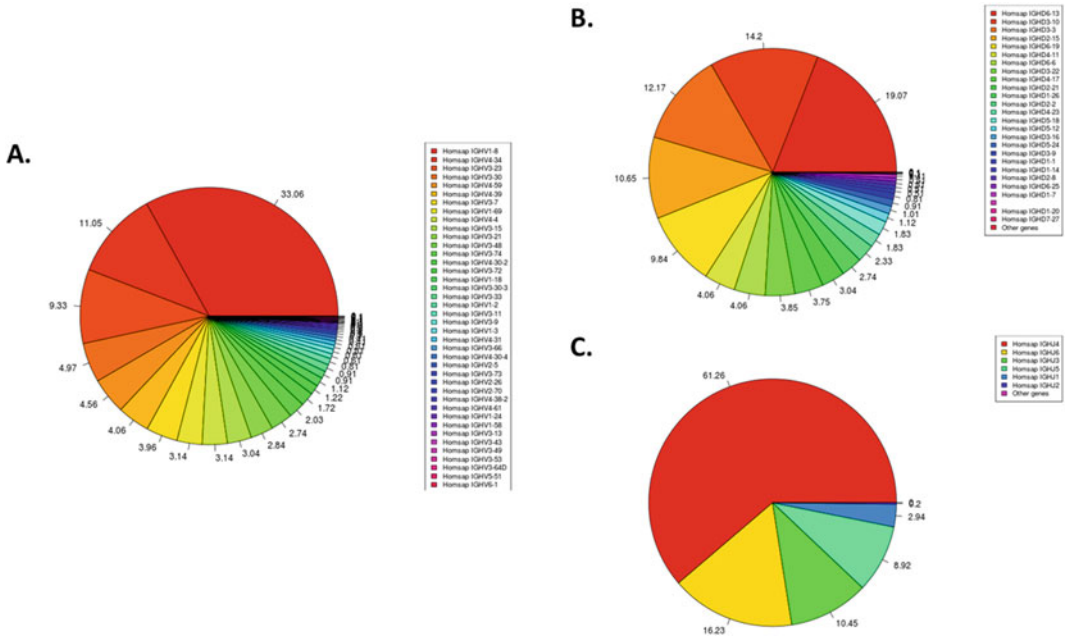 A.
33.06
11.05
9.33
4.97
4.56
4.06
3.96
3.14
3.14
3.04
2.84
2.74
2.03
1.72
1.22
1.12
0.91
0.91
Homsap IGHV1-8
Homsap IGHV4-34
Homsap IGHV3-23
Homsap IGHV3-30
Homsap IGHV4-59
Homsap IGHV4-39
Homsap IGHV3-7
Homsap IGHV1-69
Homsap IGHV4-4
Homsap IGHV3-15
Homsap IGHV3-21
Homsap IGHV3-48
Homsap IGHV3-74
Homsap IGHV4-30-2
Homsap IGHV3-72
Homsap IGHV1-18
Homsap IGHV3-30-3
Homsap IGHV3-33
Homsap IGHV1-2
Homsap IGHV3-11
Homsap IGHV3-9
Homsap IGHV1-3
Homsap IGHV4-31
Homsap IGHV3-66
Homsap IGHV4-30-4
Homsap IGHV2-5
Homsap IGHV3-73
Homsap IGHV2-26
Homsap IGHV2-70
Homsap IGHV4-38-2
Homsap IGHV4-61
Homsap IGHV1-24
Homsap IGHV1-58
Homsap IGHV3-13
Homsap IGHV3-43
Homsap IGHV3-49
Homsap IGHV3-53
Homsap IGHV3-64D
Homsap IGHV5-51
Homsap IGHV6-1
B.
19.07
14.2
12.17
10.65
9.84
4.06
4.06
3.85
3.75
3.04
2.74
2.33
1.83
1.83
1.12
1.01
0.91
0.81
Homsap IGHD6-13
Homsap IGHD3-10
Homsap IGHD3-3
Homsap IGHD2-15
Homsap IGHD6-19
Homsap IGHD4-11
Homsap IGHD6-6
Homsap IGHD3-22
Homsap IGHD4-17
Homsap IGHD2-21
Homsap IGHD1-26
Homsap IGHD2-2
Homsap IGHD4-23
Homsap IGHD5-18
Homsap IGHD5-12
Homsap IGHD3-16
Homsap IGHD5-24
Homsap IGHD3-9
Homsap IGHD1-1
Homsap IGHD1-14
Homsap IGHD2-8
Homsap IGHD6-25
Homsap IGHD1-7
Homsap IGHD1-20
Homsap IGHD7-27
Other genes
C.
61.26
16.23
10.45
8.92
2.94
Homsap IGHJ4
Homsap IGHJ6
Homsap IGHJ3
Homsap IGHJ5
Homsap IGHJ1
Homsap IGHJ2
Other genes